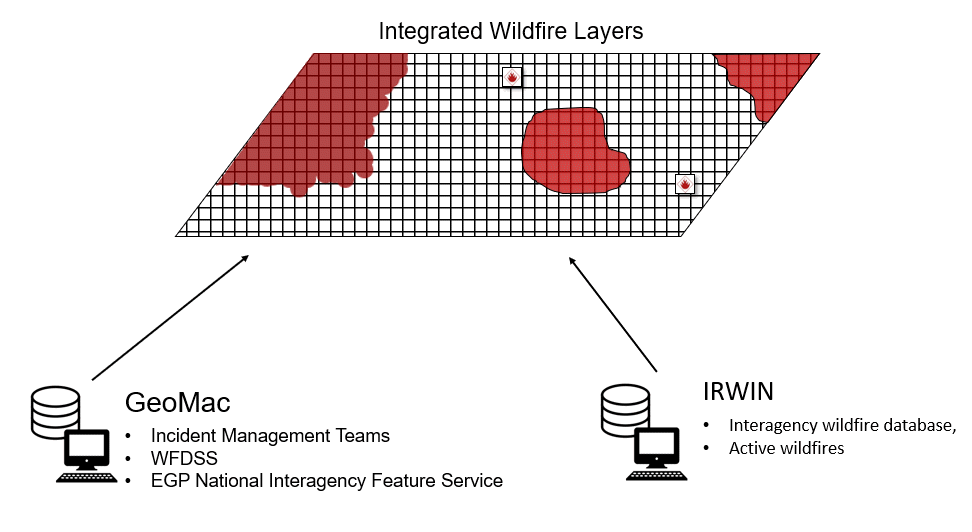 Integrated Wildfire Layers
GeoMac
• Incident Management Teams
• WFDSS
• EGP National Interagency Feature Service
IRWIN
• Interagency wildfire database,
• Active wildfires